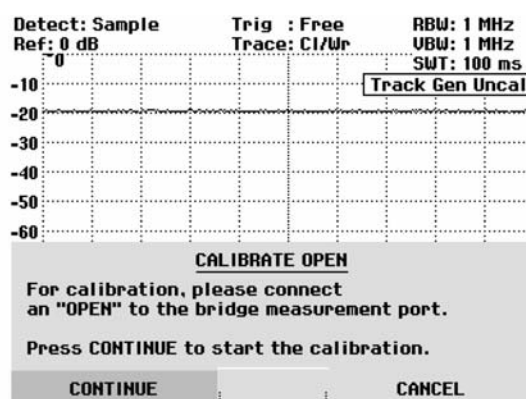 Detect: Sample Trig : Free RBW: 1 MHz
Ref: 0 dB Trace: Cl/Wr VBW: 1 MHz
0 SWT: 100 ms
Track Gen Uncal
-10
-20
-30
-40
-50
-60
CALIBRATE OPEN
For calibration, please connect
an "OPEN" to the bridge measurement port.
Press CONTINUE to start the calibration.
CONTINUE CANCEL